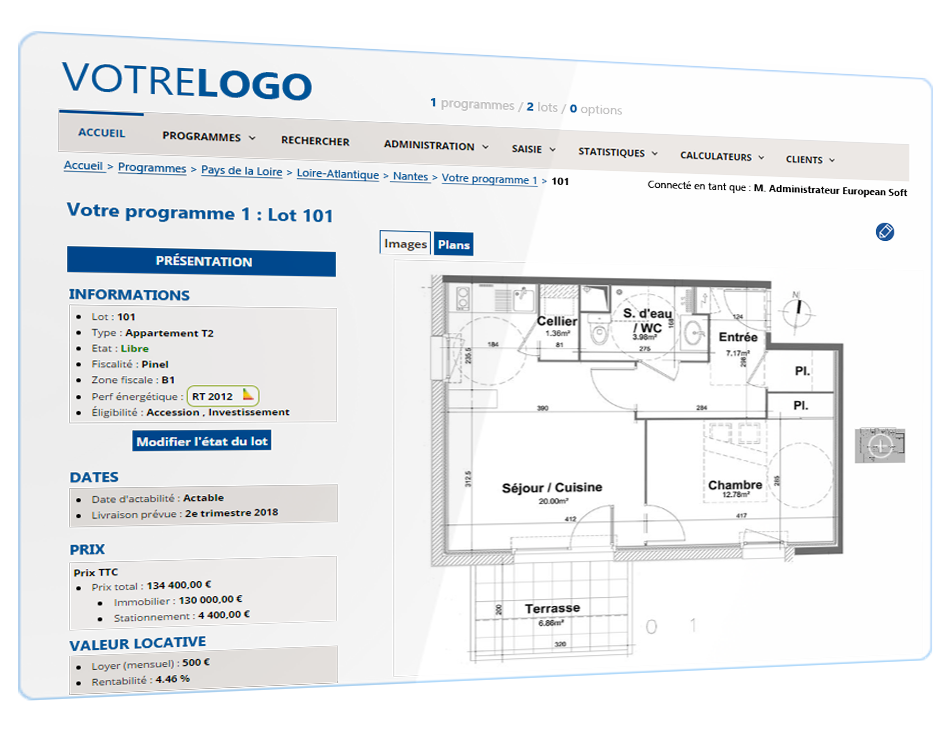 VOTRELOGO
1 programmes / 2 lots / 0 options
ACCUEIL PROGRAMMES RECHERCHER ADMINISTRATION SAISIE STATISTIQUES CALCULATEURS CLIENTS
Accueil > Programmes > Pays de la Loire > Loire-Atlantique > Nantes > Votre programme 1 > 101
Connecté en tant que : M. Administrateur European Soft
Votre programme 1 : Lot 101
PRÉSENTATION
INFORMATIONS
Lot : 101
Type : Appartement T2
Etat : Libre
Fiscalité : Pinel
Zone fiscale : B1
Perf énergétique : RT 2012
Éligibilité : Accession , Investissement
Modifier l'état du lot
DATES
Date d'actabilité : Actable
Livraison prévue : 2e trimestre 2018
PRIX
Prix TTC
Prix total : 134 400,00 €
Immobilier : 130 000,00 €
Stationnement : 4 400,00 €
VALEUR LOCATIVE
Loyer (mensuel) : 500 €
Rentabilité : 4.46 %
Images Plans
N
Cellier
1.36m²
81
S. d'eau
/ WC
3.98m²
275
124
Entrée
7.17m²
298
184
235.5
Pl.
Pl.
390
284
312.5
Séjour / Cuisine
20.00m²
412
Chambre
12.78m²
285
417
Terrasse
6.86m²
200
326
0 1